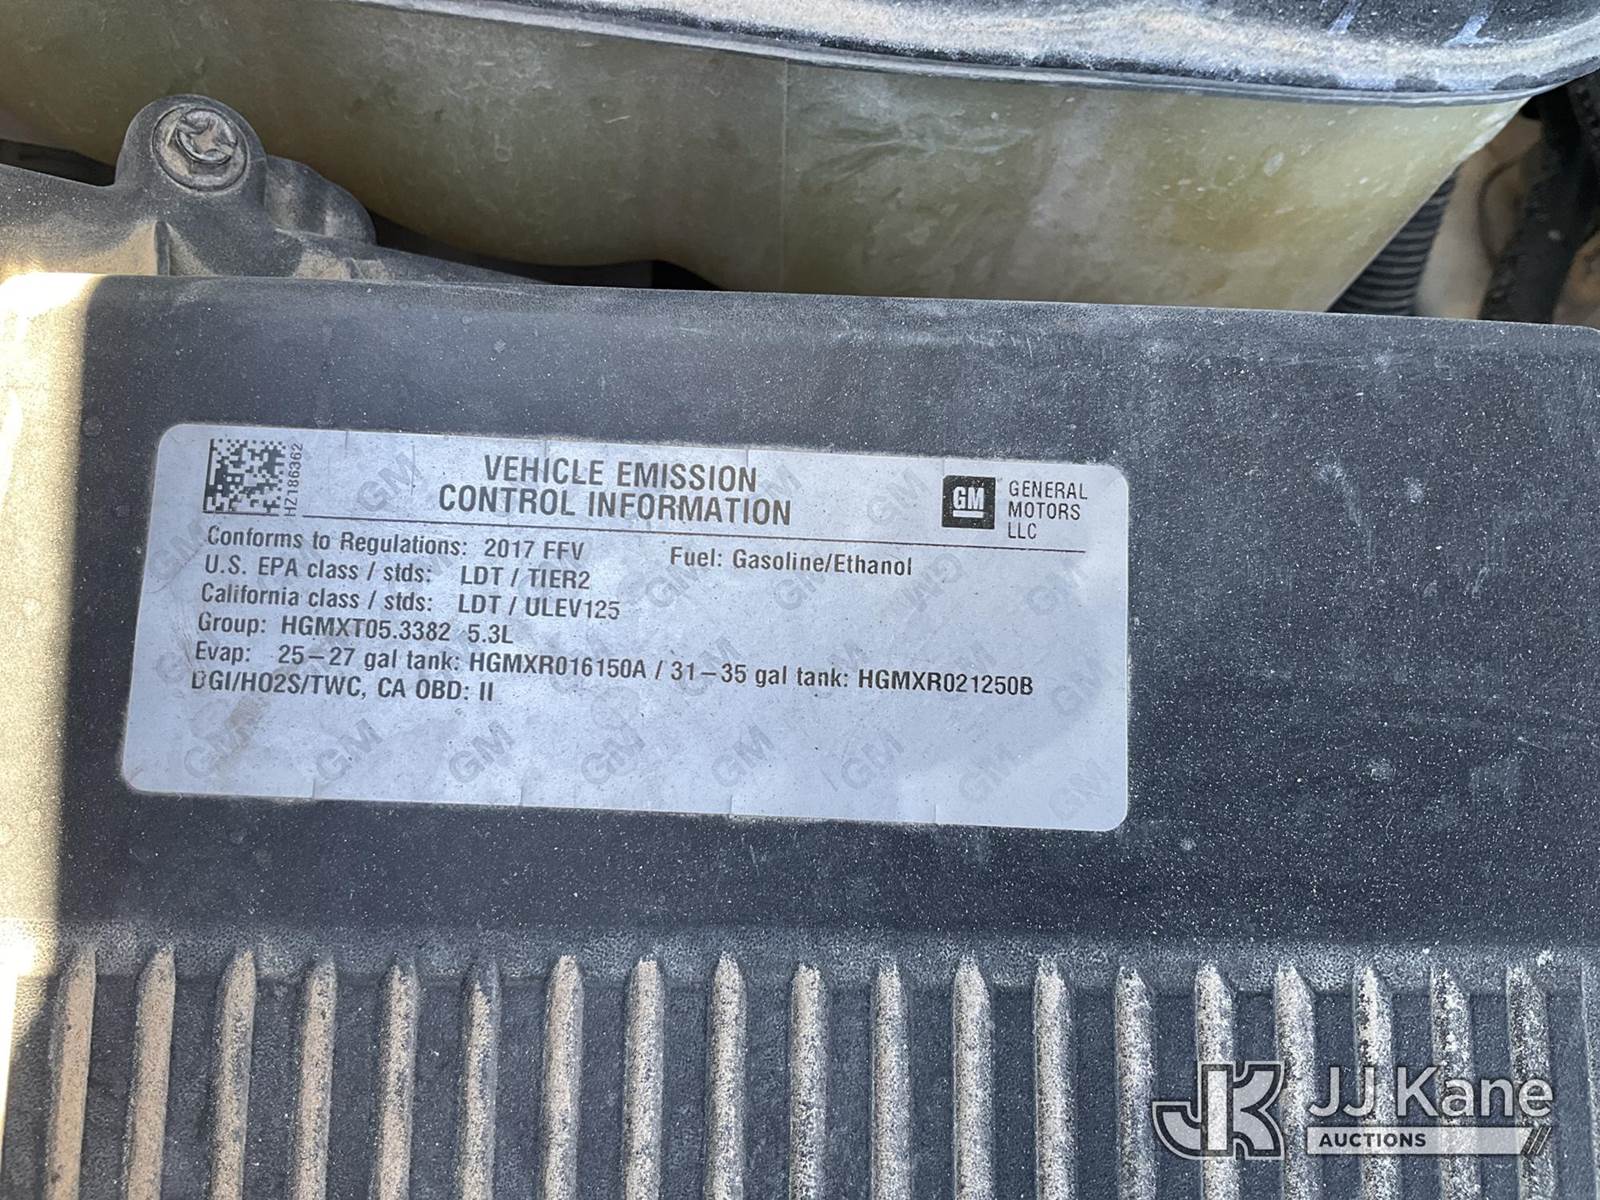 HZ186362
VEHICLE EMISSION
CONTROL INFORMATION
GM GENERAL
MOTORS
LLC
Conforms to Regulations: 2017 FFV Fuel: Gasoline/Ethanol
U.S. EPA class / stds: LDT / TIER2
California class / stds: LDT / ULEV125
Group: HGMXT05.3382 5.3L
Evap: 25-27 gal tank: HGMXR016150A / 31-35 gal tank: HGMXR021250B
DGI/HO2S/TWC, CA OBD: II
JK JJ Kane
AUCTIONS